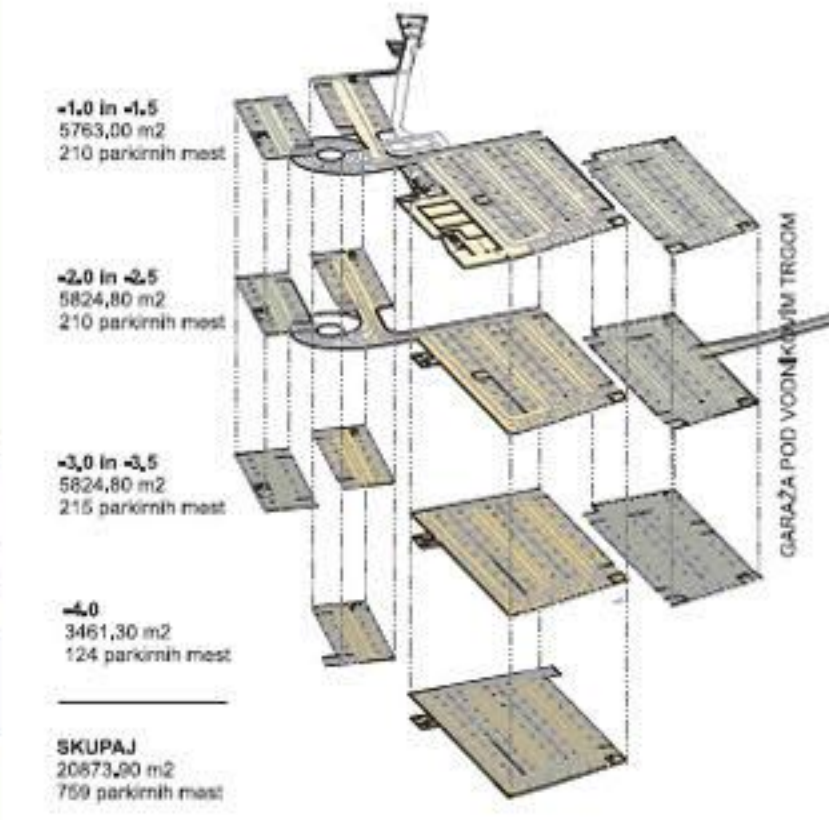 -1.0 in -1.5
5763,00 m2
210 parkirnih mest
-2.0 in -2.5
5824,80 m2
210 parkirnih mest
-3,0 in -3,5
5824,80 m2
215 parkirnih mest
-4.0
3461,30 m2
124 parkirnih mest
SKUPAJ
20873,90 m2
759 parkirnih mest
GARAŽA POD VODNIKOVIM TRGOM